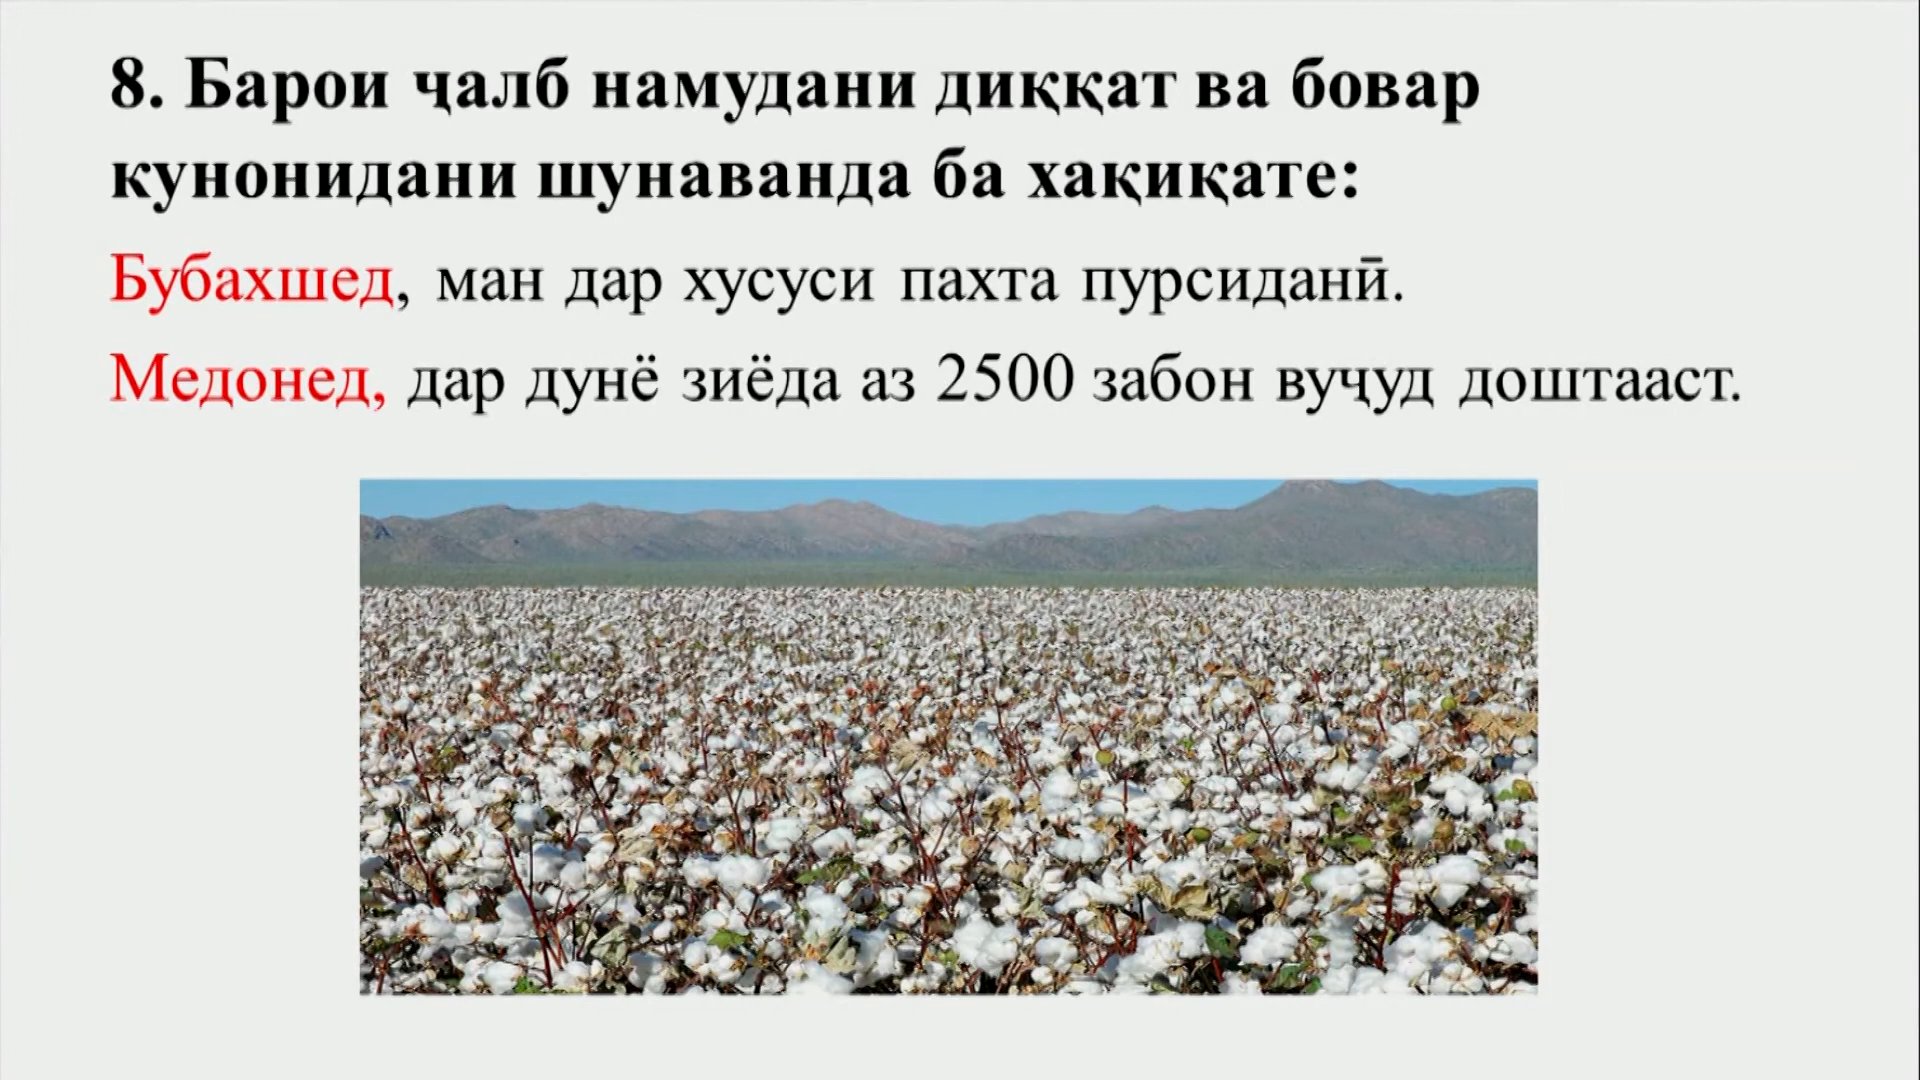 8. Барои ҷалб намудани диққат ва бовар
кунонидани шунаванда ба хақиқате:
Бубахшед, ман дар хусуси пахта пурсиданӣ.
Медонед, дар дунё зиёда аз 2500 забон вуҷуд доштааст.